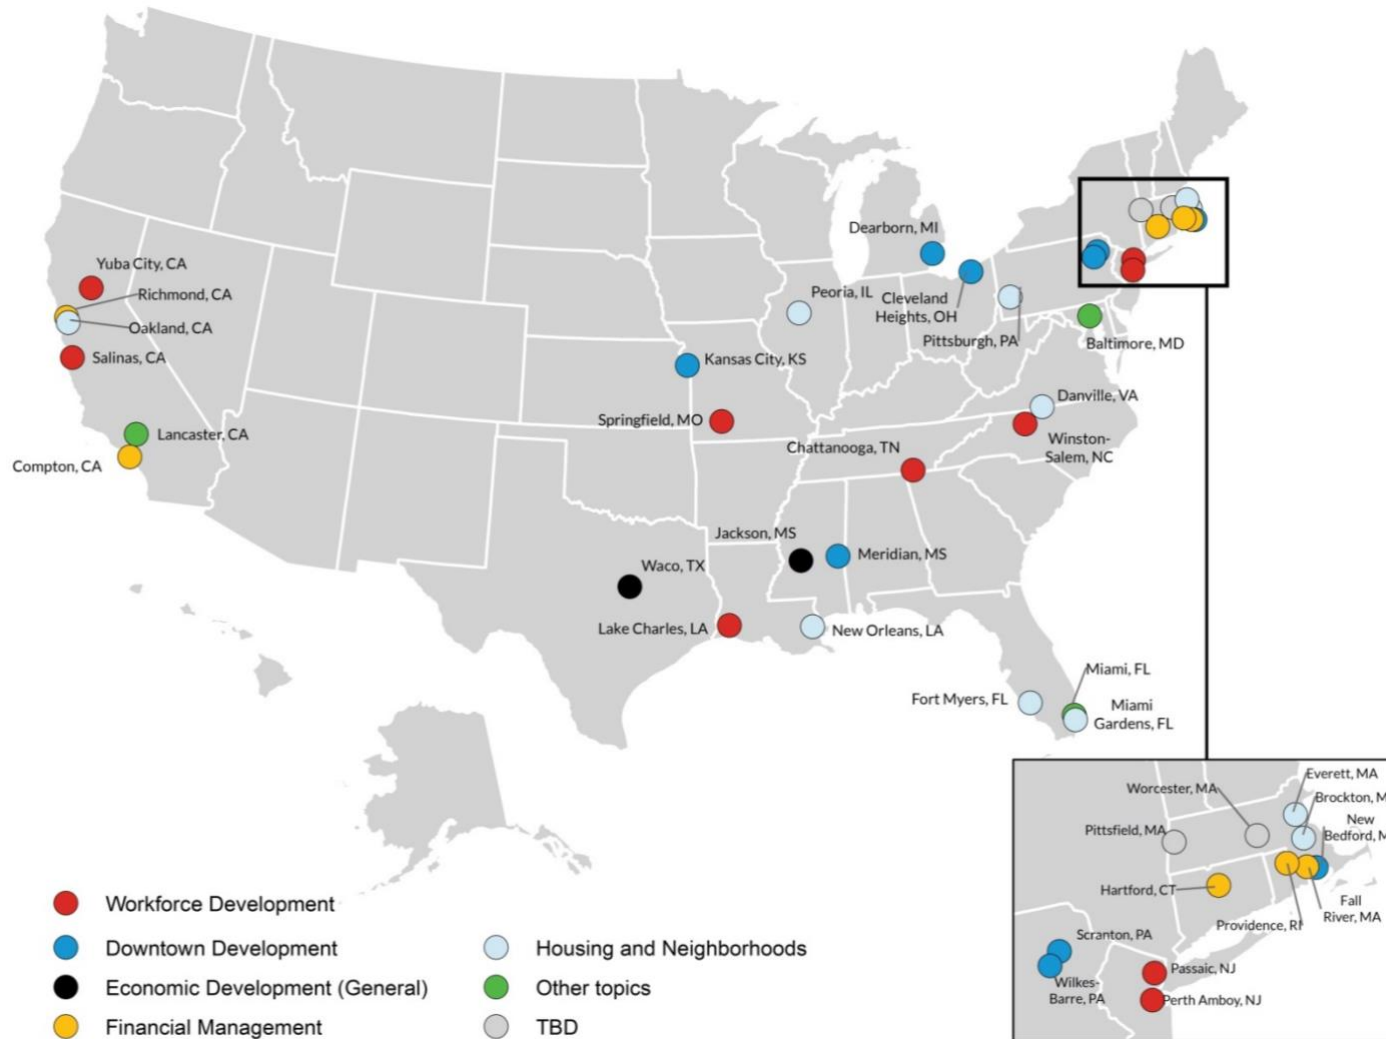 Dearborn, MI
Yuba City, CA
Richmond, CA
Oakland, CA
Salinas, CA
Lancaster, CA
Compton, CA
Peoria, IL
Cleveland
Heights, OH
Pittsburgh, PA
Baltimore, MD
Kansas City, KS
Springfield, MO
Danville, VA
Winston-
Salem, NC
Chattanooga, TN
Jackson, MS
Meridian, MS
Waco, TX
Lake Charles, LA
New Orleans, LA
Miami, FL
Fort Myers, FL
Miami
Gardens, FL
Everett, MA
Worcester, MA
Brockton, M
New
Bedford, M
Pittsfield, MA
Hartford, CT
Fall
River, MA
Providence, RI
Scranton, PA
Wilkes-
Barre, PA
Passaic, NJ
Perth Amboy, NJ
Workforce Development
Downtown Development
Economic Development (General)
Financial Management
Housing and Neighborhoods
Other topics
TBD